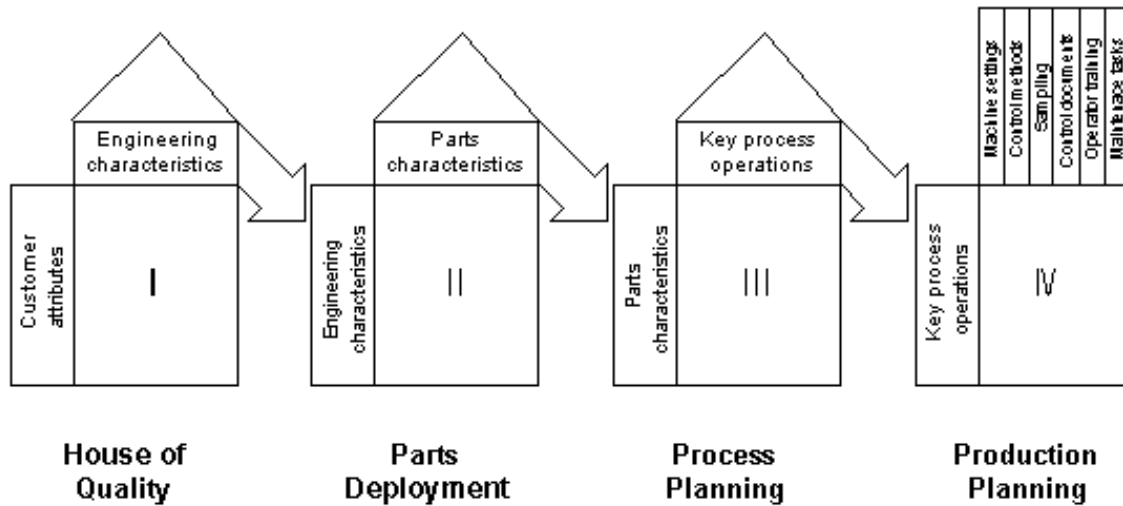 Engineering
characteristics
Customer
attributes
I
Parts
characteristics
Engineering
characteristics
II
Key process
operations
Parts
characteristics
III
Machine settings
Control methods
Sampling
Control documents
Operator training
Maintenance tasks
Key process
operations
IV
House of
Quality
Parts
Deployment
Process
Planning
Production
Planning